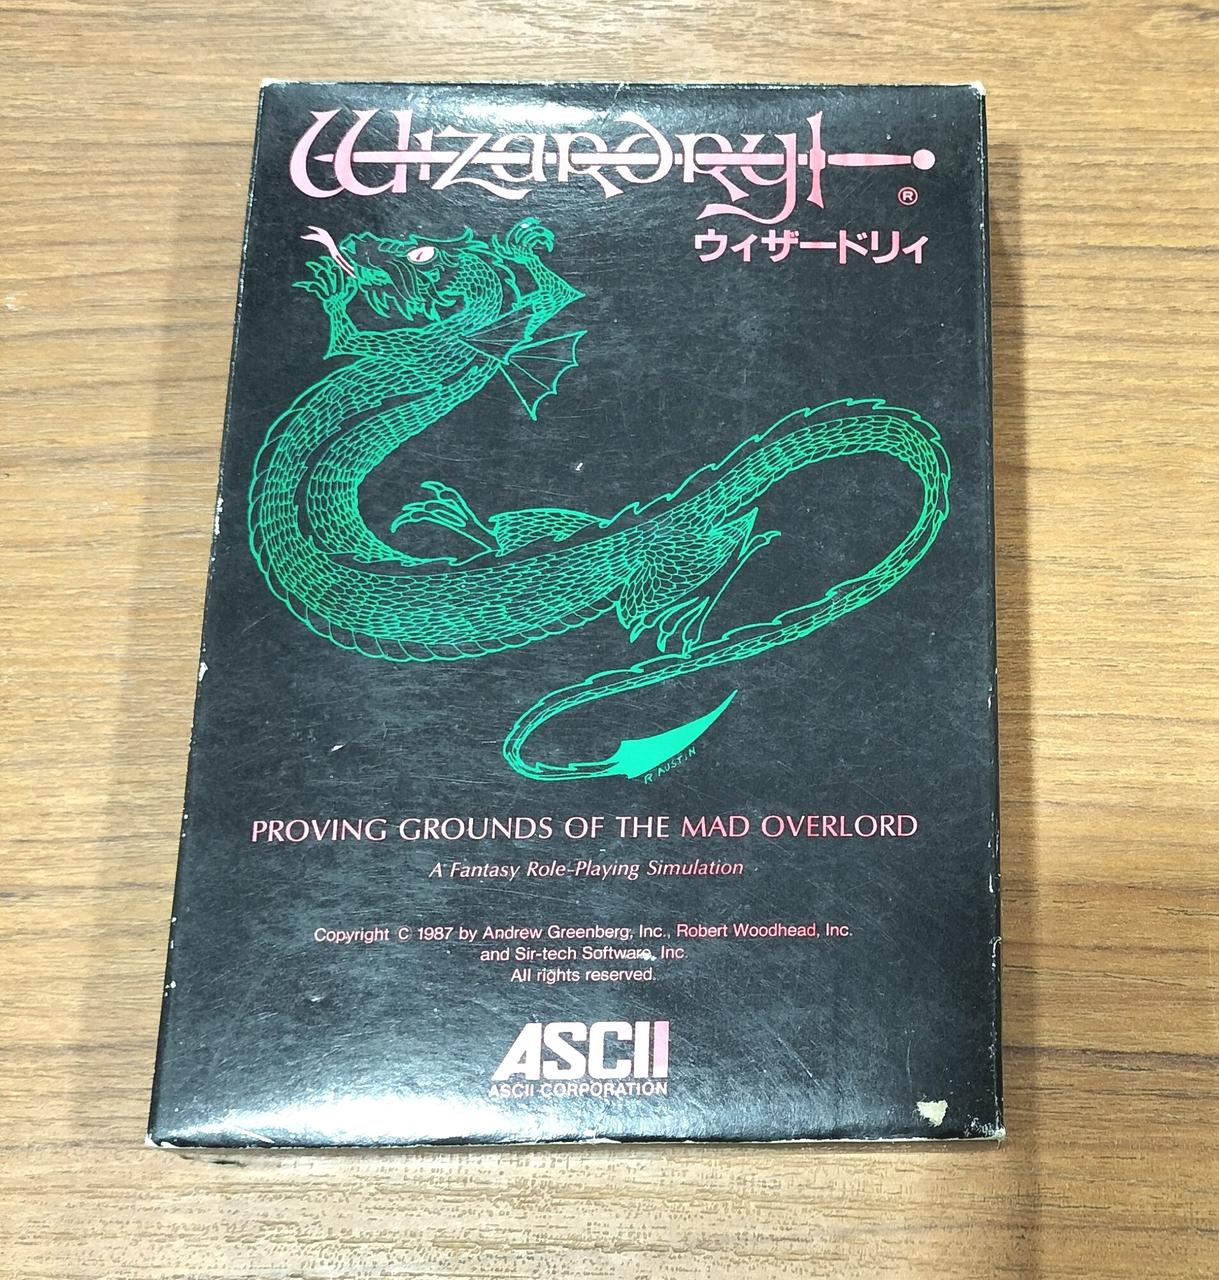 Wizardry
®
ウィザードリィ
R. AUSTIN
PROVING GROUNDS OF THE MAD OVERLORD
A Fantasy Role-Playing Simulation
Copyright © 1987 by Andrew Greenberg, Inc., Robert Woodhead, Inc.
and Sir-tech Software, Inc.
All rights reserved.
ASCII
ASCII CORPORATION